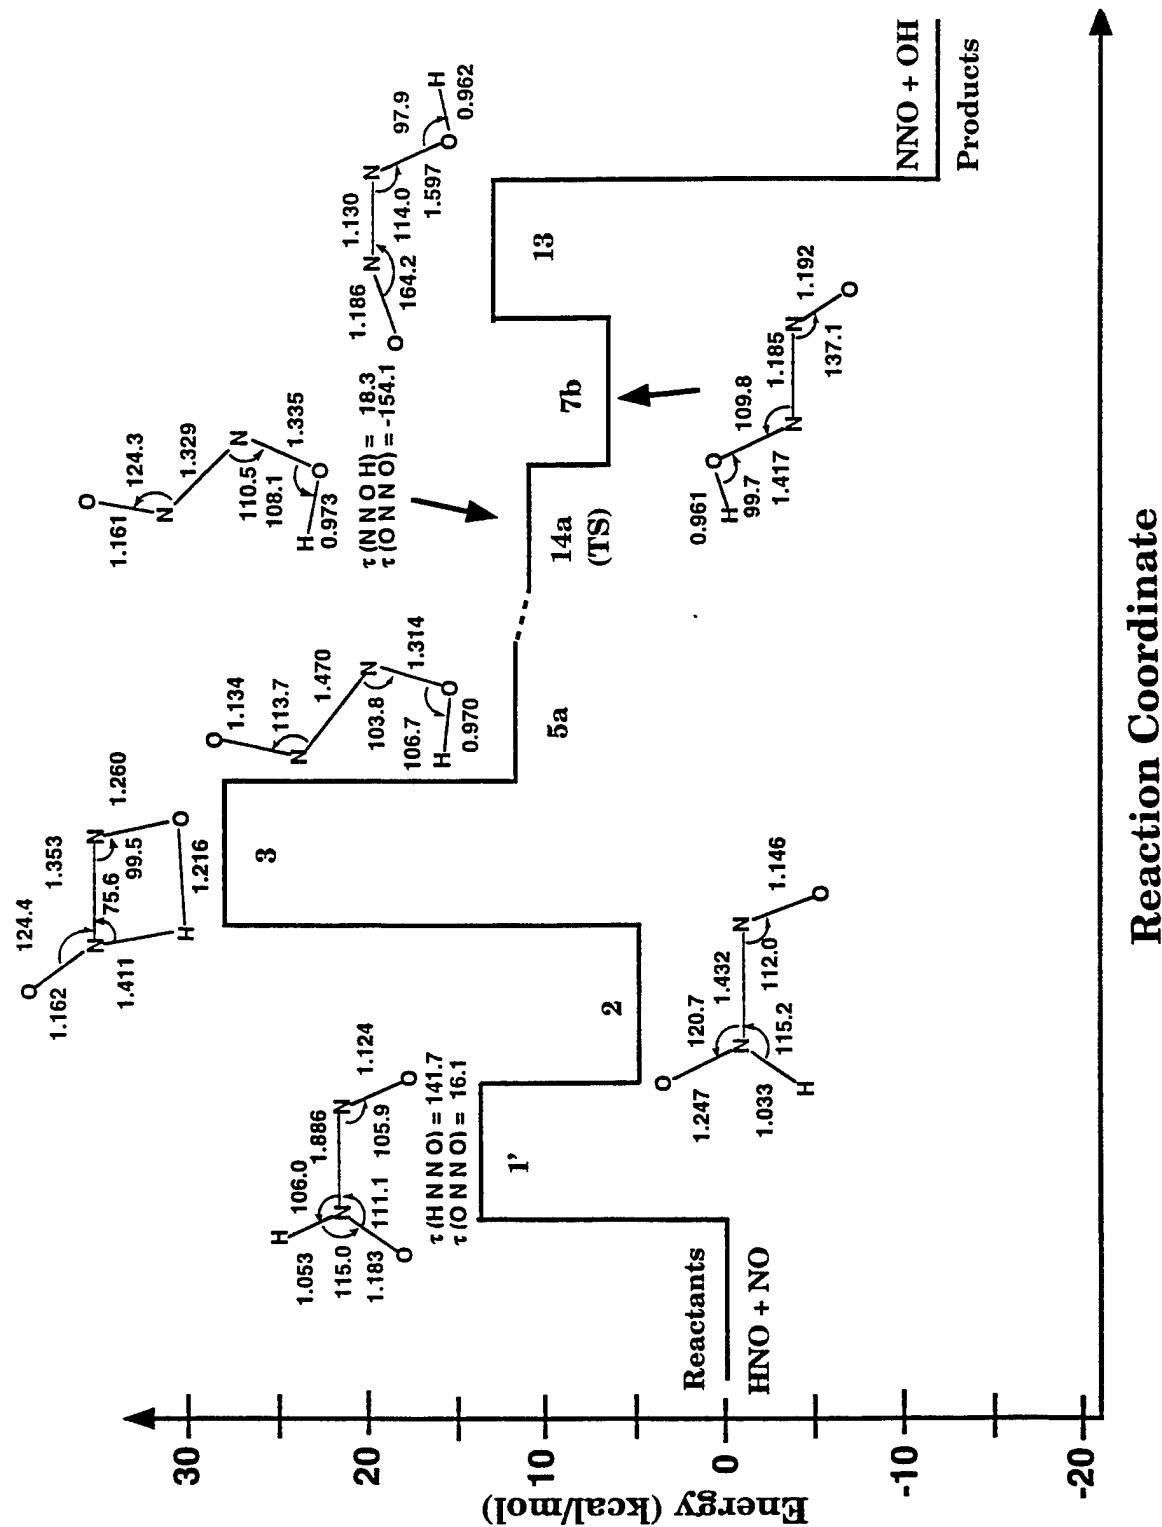 Energy (kcal/mol)
30
20
10
0
-10
-20
Reactants
HNO + NO
H
1.053
106.0
1.886
N
N
1.124
115.0
111.1
105.9
1.183
O
O
τ (H N N O) = 141.7
τ (O N N O) = 16.1
1'
2
O
120.7
1.432
1.247
N
N
1.146
112.0
1.033
115.2
H
O
O
124.4
1.353
1.260
1.162
N
N
75.6
99.5
1.411
H
1.216
O
3
O
1.134
113.7
N
1.470
N
103.8
1.314
106.7
H
O
0.970
5a
O
1.161
124.3
N
1.329
N
110.5
1.335
108.1
H
O
0.973
τ (N N O H) = 18.3
τ (O N N O) = -154.1
14a
(TS)
7b
0.961
H
O
109.8
99.7
1.185
1.417
N
N
1.192
137.1
O
1.186
1.130
N
N
97.9
O
164.2
114.0
1.597
O
H
0.962
13
NNO + OH
Products
Reaction Coordinate